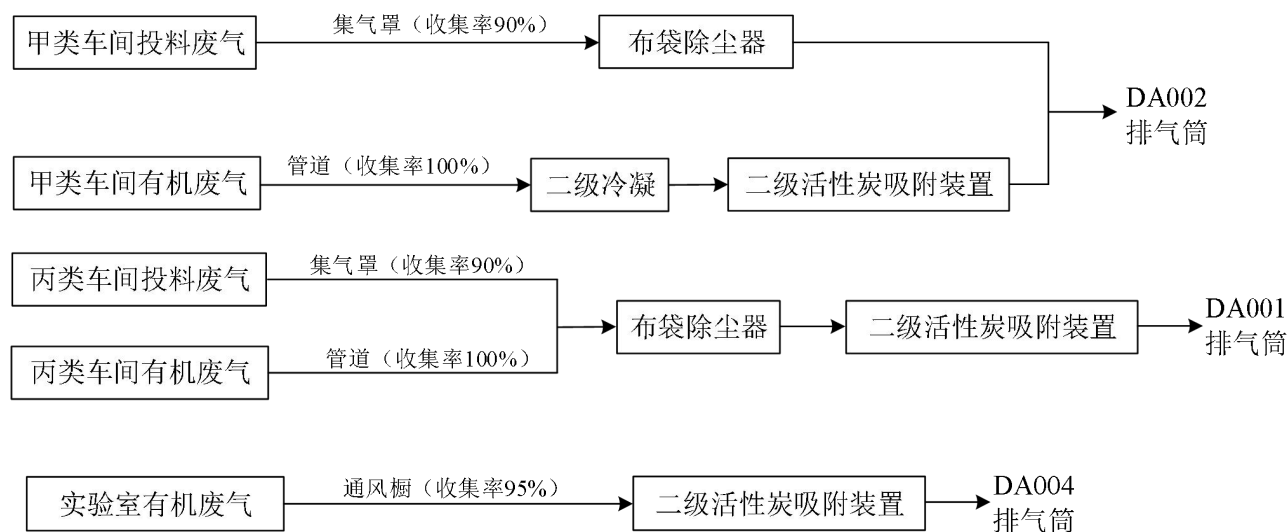 甲类车间投料废气
集气罩（收集率90%）
布袋除尘器
DA002
排气筒
甲类车间有机废气
管道（收集率100%）
二级冷凝
二级活性炭吸附装置
丙类车间投料废气
集气罩（收集率90%）
布袋除尘器
二级活性炭吸附装置
DA001
排气筒
丙类车间有机废气
管道（收集率100%）
实验室有机废气
通风橱（收集率95%）
二级活性炭吸附装置
DA004
排气筒